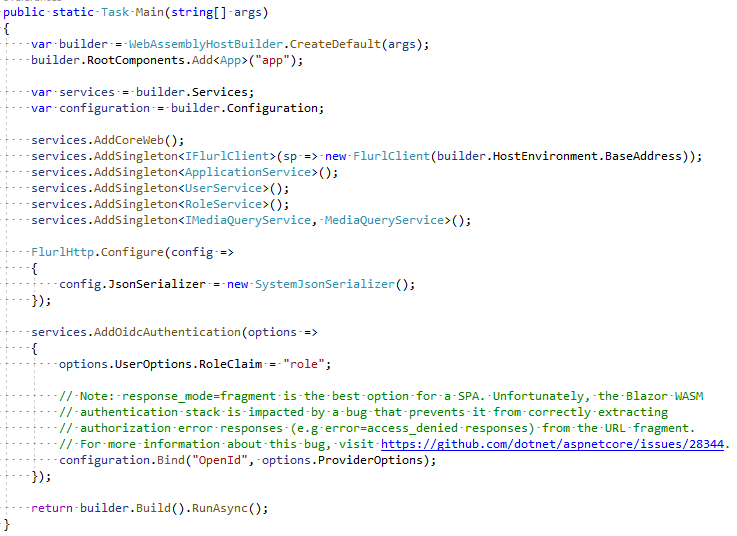 public static Task Main(string[] args)
{
    var builder = WebAssemblyHostBuilder.CreateDefault(args);
    builder.RootComponents.Add<App>("app");

    var services = builder.Services;
    var configuration = builder.Configuration;

    services.AddCoreWeb();
    services.AddSingleton<IFlurlClient>(sp => new FlurlClient(builder.HostEnvironment.BaseAddress));
    services.AddSingleton<ApplicationService>();
    services.AddSingleton<UserService>();
    services.AddSingleton<RoleService>();
    services.AddSingleton<IMediaQueryService, MediaQueryService>();

    FlurlHttp.Configure(config =>
    {
        config.JsonSerializer = new SystemJsonSerializer();
    });

    services.AddOidcAuthentication(options =>
    {
        options.UserOptions.RoleClaim = "role";

        // Note: response_mode=fragment is the best option for a SPA. Unfortunately, the Blazor WASM
        // authentication stack is impacted by a bug that prevents it from correctly extracting
        // authorization error responses (e.g error=access_denied responses) from the URL fragment.
        // For more information about this bug, visit https://github.com/dotnet/aspnetcore/issues/28344.
        configuration.Bind("OpenId", options.ProviderOptions);
    });

    return builder.Build().RunAsync();
}